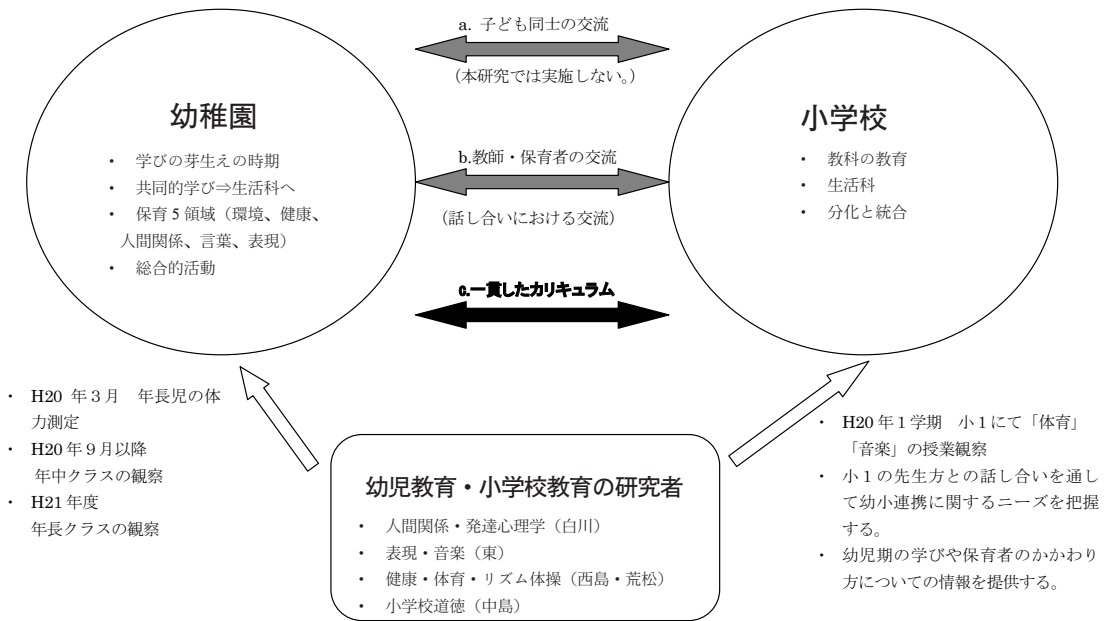 a. 子ども同士の交流
(本研究では実施しない。)
幼稚園
・ 学びの芽生えの時期
・ 共同的学び⇒生活科へ
・ 保育5領域（環境、健康、
人間関係、言葉、表現）
・ 総合的活動
b.教師・保育者の交流
(話し合いにおける交流)
小学校
・ 教科の教育
・ 生活科
・ 分化と統合
c.一貫したカリキュラム
・ H20 年３月　年長児の体
力測定
・ H20 年９月以降
年中クラスの観察
・ H21 年度
年長クラスの観察
幼児教育・小学校教育の研究者
・ 人間関係・発達心理学（白川）
・ 表現・音楽（東）
・ 健康・体育・リズム体操（西島・荒松）
・ 小学校道徳（中島）
・ H20 年１学期　小１にて「体育」
「音楽」の授業観察
・ 小１の先生方との話し合いを通し
て幼小連携に関するニーズを把握
する。
・ 幼児期の学びや保育者のかかわり
方についての情報を提供する。